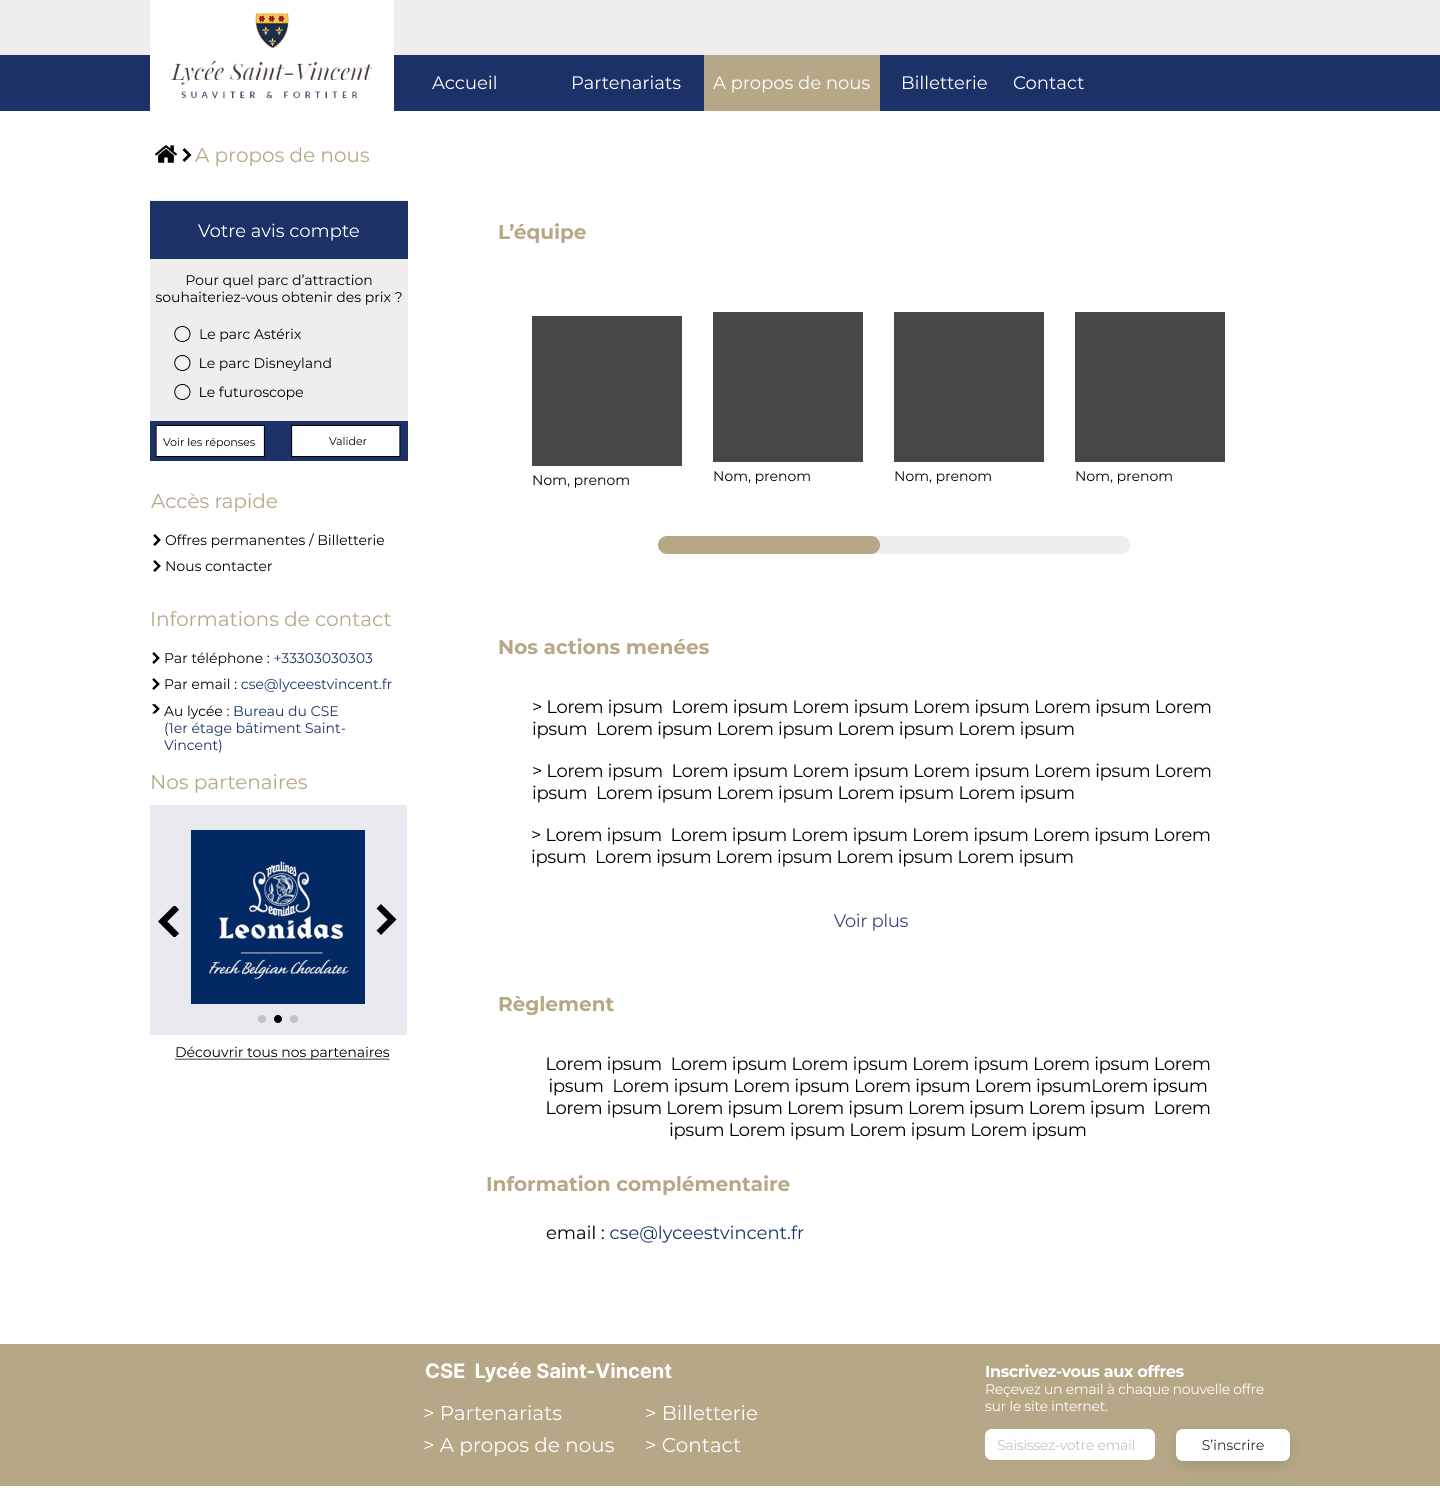 Lycée Saint-Vincent
SUAVITER & FORTITER
Accueil
Partenariats
A propos de nous
Billetterie
Contact
A propos de nous
Votre avis compte
Pour quel parc d’attraction
souhaiteriez-vous obtenir des prix ?
Le parc Astérix
Le parc Disneyland
Le futuroscope
Voir les réponses
Valider
Accès rapide
Offres permanentes / Billetterie
Nous contacter
Informations de contact
Par téléphone : +33303030303
Par email : cse@lyceestvincent.fr
Au lycée : Bureau du CSE
(1er étage bâtiment Saint-
Vincent)
Nos partenaires
pralines
Leonidas
Leonidas
Fresh Belgian Chocolates
Découvrir tous nos partenaires
L’équipe
Nom, prenom
Nom, prenom
Nom, prenom
Nom, prenom
Nos actions menées
> Lorem ipsum  Lorem ipsum Lorem ipsum Lorem ipsum Lorem ipsum Lorem
ipsum  Lorem ipsum Lorem ipsum Lorem ipsum Lorem ipsum
> Lorem ipsum  Lorem ipsum Lorem ipsum Lorem ipsum Lorem ipsum Lorem
ipsum  Lorem ipsum Lorem ipsum Lorem ipsum Lorem ipsum
> Lorem ipsum  Lorem ipsum Lorem ipsum Lorem ipsum Lorem ipsum Lorem
ipsum  Lorem ipsum Lorem ipsum Lorem ipsum Lorem ipsum
Voir plus
Règlement
Lorem ipsum  Lorem ipsum Lorem ipsum Lorem ipsum Lorem ipsum Lorem
ipsum  Lorem ipsum Lorem ipsum Lorem ipsum Lorem ipsumLorem ipsum
Lorem ipsum Lorem ipsum Lorem ipsum Lorem ipsum Lorem ipsum  Lorem
ipsum Lorem ipsum Lorem ipsum Lorem ipsum
Information complémentaire
email : cse@lyceestvincent.fr
CSE  Lycée Saint-Vincent
> Partenariats
> Billetterie
> A propos de nous
> Contact
Inscrivez-vous aux offres
Reçevez un email à chaque nouvelle offre
sur le site internet.
Saisissez-votre email
S’inscrire